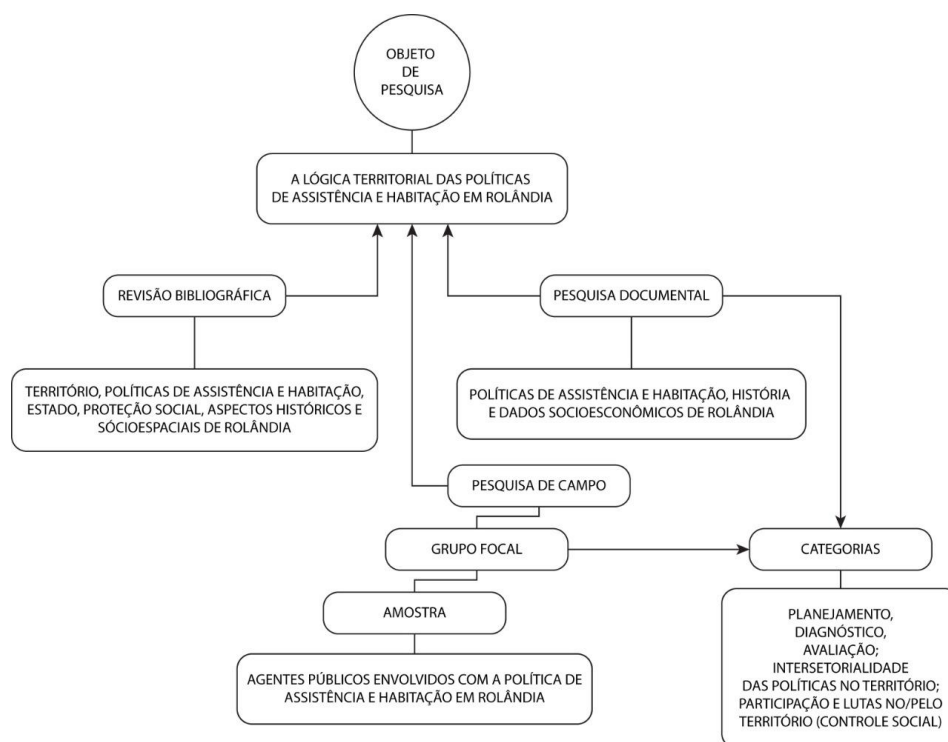 OBJETO
DE
PESQUISA
A LÓGICA TERRITORIAL DAS POLÍTICAS
DE ASSISTÊNCIA E HABITAÇÃO EM ROLÂNDIA
REVISÃO BIBLIOGRÁFICA
PESQUISA DOCUMENTAL
TERRITÓRIO, POLÍTICAS DE ASSISTÊNCIA E HABITAÇÃO,
ESTADO, PROTEÇÃO SOCIAL, ASPECTOS HISTÓRICOS E
SÓCIOESPACIAIS DE ROLÂNDIA
POLÍTICAS DE ASSISTÊNCIA E HABITAÇÃO, HISTÓRIA
E DADOS SOCIOESCONÔMICOS DE ROLÂNDIA
PESQUISA DE CAMPO
GRUPO FOCAL
CATEGORIAS
AMOSTRA
AGENTES PÚBLICOS ENVOLVIDOS COM A POLÍTICA DE
ASSISTÊNCIA E HABITAÇÃO EM ROLÂNDIA
PLANEJAMENTO,
DIAGNÓSTICO,
AVALIAÇÃO;
INTERSETORIALIDADE
DAS POLÍTICAS NO TERRITÓRIO;
PARTICIPAÇÃO E LUTAS NO/PELO
TERRITÓRIO (CONTROLE SOCIAL)